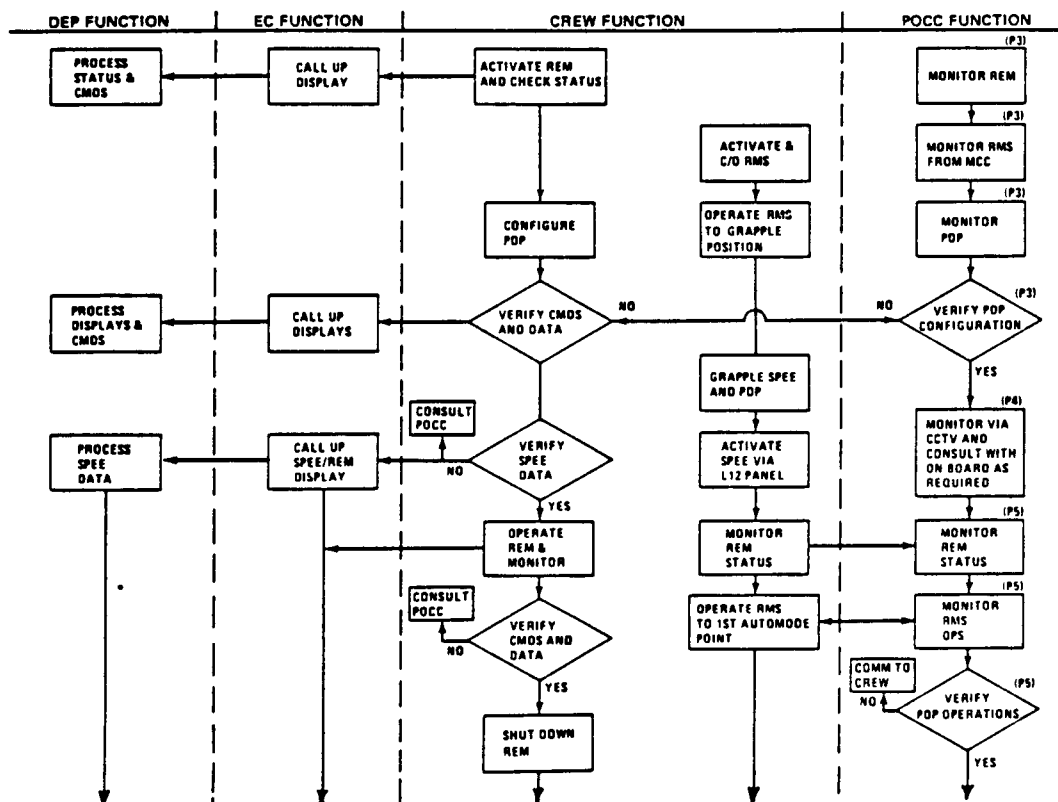 DEP FUNCTION
EC FUNCTION
CREW FUNCTION
POCC FUNCTION
PROCESS
STATUS &
CMDS
CALL UP
DISPLAY
ACTIVATE REM
AND CHECK STATUS
(P3)
MONITOR REM
ACTIVATE &
C/O RMS
(P3)
MONITOR RMS
FROM MCC
CONFIGURE
PDP
OPERATE RMS
TO GRAPPLE
POSITION
(P3)
MONITOR
PDP
PROCESS
DISPLAYS &
CMDS
CALL UP
DISPLAYS
VERIFY CMDS
AND DATA
NO
NO
(P3)
VERIFY PDP
CONFIGURATION
YES
GRAPPLE SPEE
AND PDP
CONSULT
POCC
NO
PROCESS
SPEE
DATA
CALL UP
SPEE/REM
DISPLAY
VERIFY
SPEE
DATA
YES
ACTIVATE
SPEE VIA
L12 PANEL
(P4)
MONITOR VIA
CCTV AND
CONSULT WITH
ON BOARD AS
REQUIRED
OPERATE
REM &
MONITOR
MONITOR
REM
STATUS
(P5)
MONITOR
REM
STATUS
CONSULT
POCC
NO
VERIFY
CMDS AND
DATA
YES
OPERATE RMS
TO 1ST AUTOMODE
POINT
(P5)
MONITOR
RMS
OPS
COMM TO
CREW
NO
(P5)
VERIFY
PDP OPERATIONS
YES
SHUT DOWN
REM